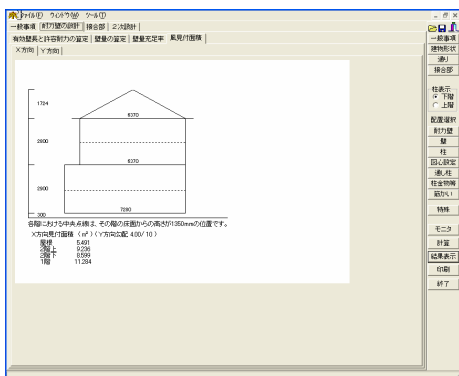 ファイル(F) ウィンドウ(W) ツール(T)
一般事項 耐力壁の設計 接合部 2次設計
有効壁長と許容耐力の算定 壁量の算定 壁量充足率 風見付面積
X方向 Y方向
1724
6370
2800
6370
2900
7280
300
各階における中央点線は、その階の床面からの高さが1350mmの位置です。
X方向見付面積 (㎡) (Y方向勾配 4.00/10)
屋根 5.491
2階上 9.236
2階下 8.599
1階 11.284
一般事項
建物形状
通り
接合部
柱表示
下階
上階
配置選択
耐力壁
壁
柱
図心設定
通し柱
柱金物等
筋かい
特殊
モニタ
計算
結果表示
印刷
終了